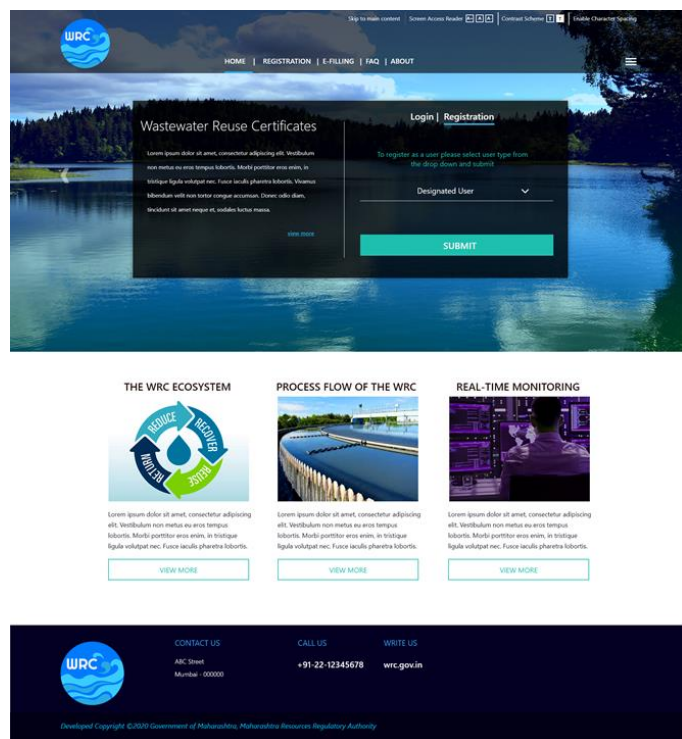 Skip to main content | Screen Access Reader A- A A | Contrast Scheme T T | Enable Character Spacing
WRC
HOME | REGISTRATION | E-FILLING | FAQ | ABOUT
Wastewater Reuse Certificates
Lorem ipsum dolor sit amet, consectetur adipiscing elit. Vestibulum
non metus eu eros tempus lobortis. Morbi porttitor eros enim, in
tristique ligula volutpat nec. Fusce iaculis pharetra lobortis. Vivamus
bibendum velit non tortor congue accumsan. Donec odio diam,
tincidunt sit amet neque et, sodales luctus massa.
view more
Login | Registration
To register as a user please select user type from
the drop down and submit
Designated User
SUBMIT
THE WRC ECOSYSTEM
REDUCE
RECOVER
REUSE
RETURN
Lorem ipsum dolor sit amet, consectetur adipiscing
elit. Vestibulum non metus eu eros tempus
lobortis. Morbi porttitor eros enim, in tristique
ligula volutpat nec. Fusce iaculis pharetra lobortis.
VIEW MORE
PROCESS FLOW OF THE WRC
Lorem ipsum dolor sit amet, consectetur adipiscing
elit. Vestibulum non metus eu eros tempus
lobortis. Morbi porttitor eros enim, in tristique
ligula volutpat nec. Fusce iaculis pharetra lobortis.
VIEW MORE
REAL-TIME MONITORING
Lorem ipsum dolor sit amet, consectetur adipiscing
elit. Vestibulum non metus eu eros tempus
lobortis. Morbi porttitor eros enim, in tristique
ligula volutpat nec. Fusce iaculis pharetra lobortis.
VIEW MORE
WRC
CONTACT US
ABC Street
Mumbai - 000000
CALL US
+91-22-12345678
WRITE US
wrc.gov.in
Developed Copyright ©2020 Government of Maharashtra, Maharashtra Resources Regulatory Authority